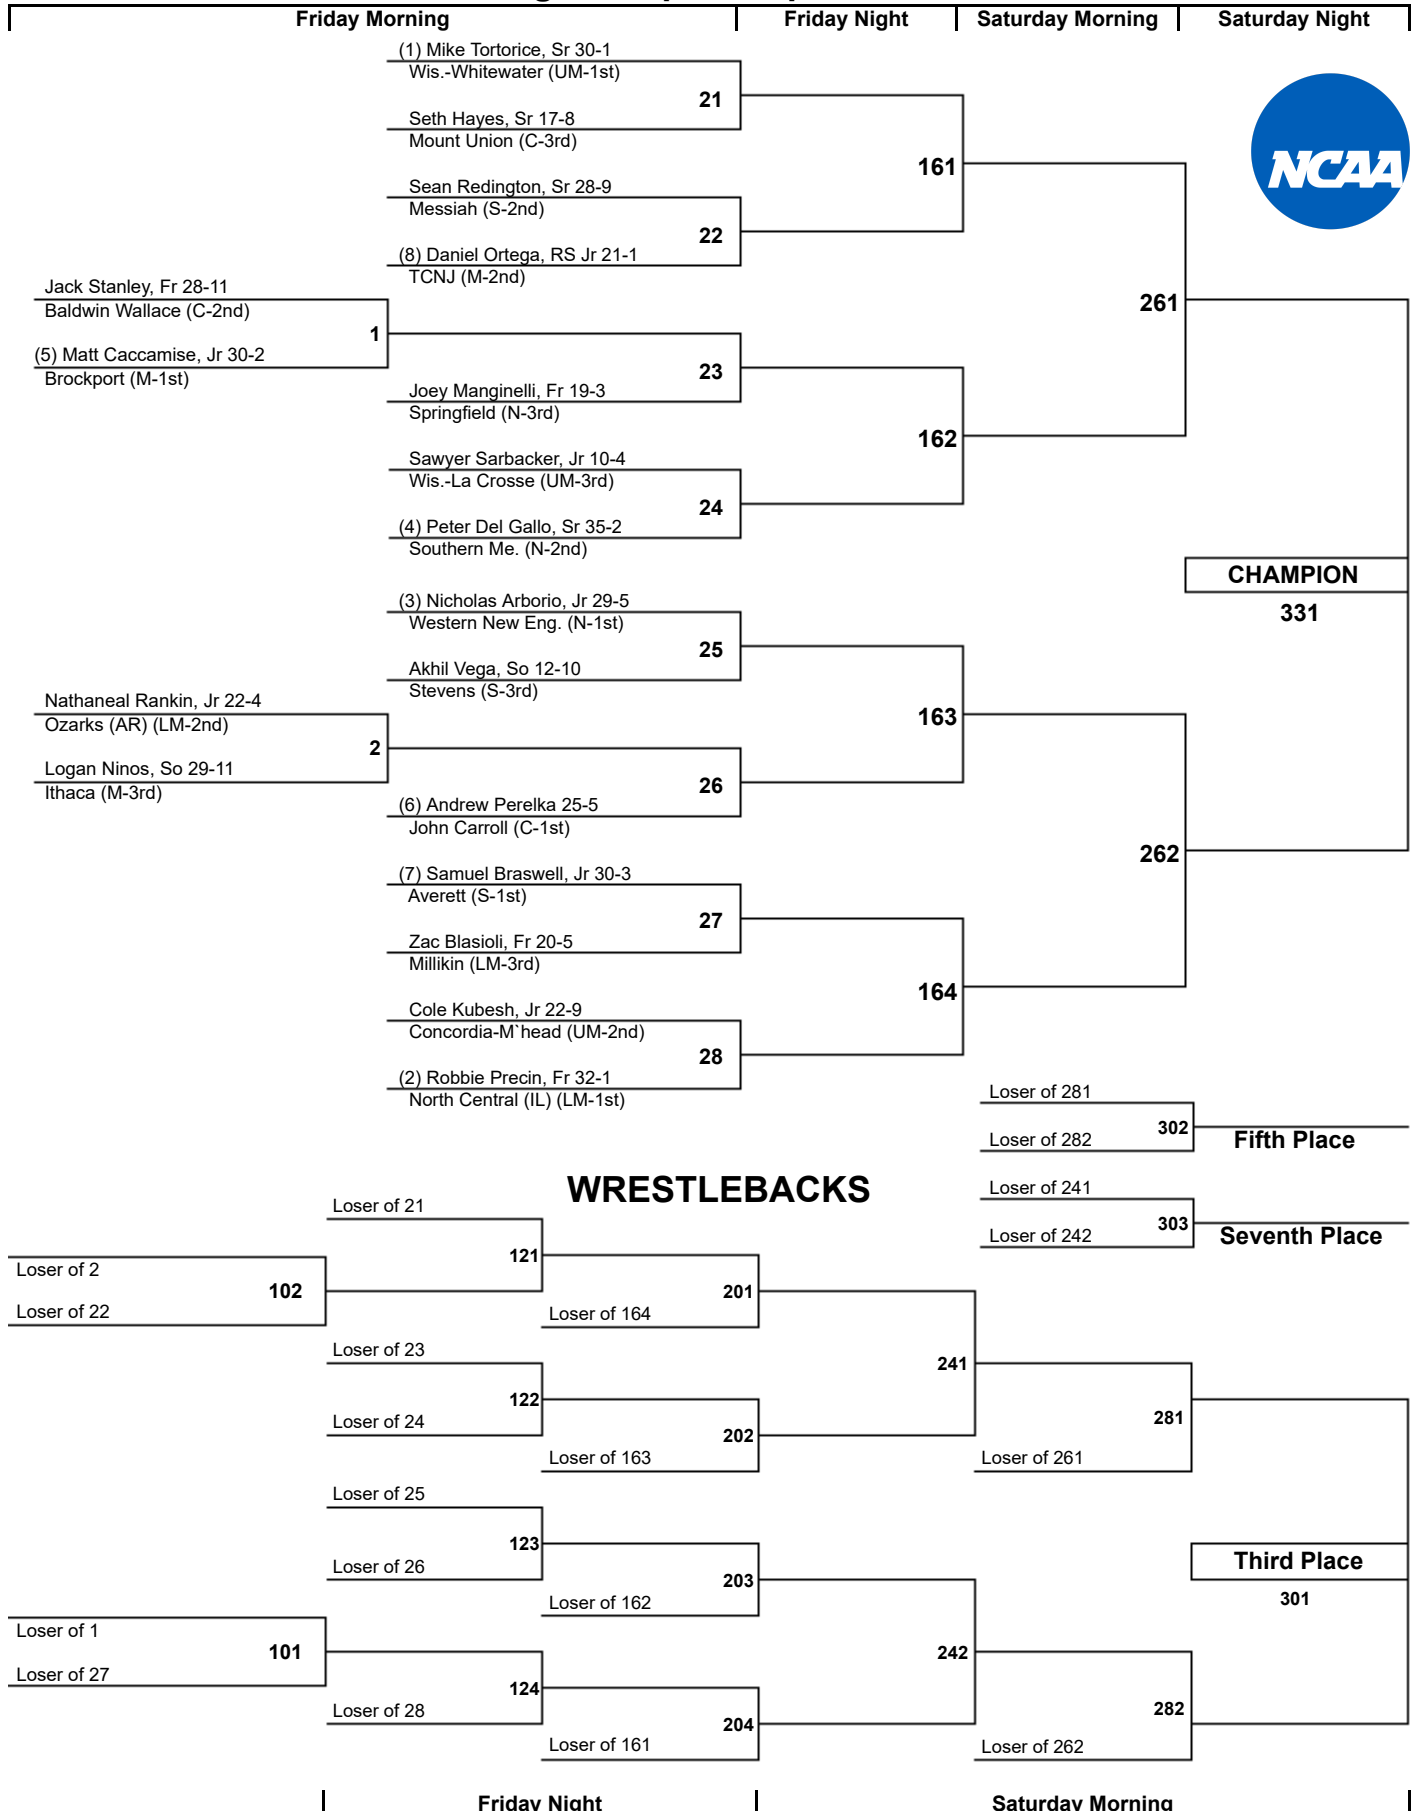 Friday Morning
Friday Night
Saturday Morning
Saturday Night
(1) Mike Tortorice, Sr 30-1
Wis.-Whitewater (UM-1st)
21
Seth Hayes, Sr 17-8
Mount Union (C-3rd)
NCAA
161
Sean Redington, Sr 28-9
Messiah (S-2nd)
22
(8) Daniel Ortega, RS Jr 21-1
TCNJ (M-2nd)
Jack Stanley, Fr 28-11
Baldwin Wallace (C-2nd)
261
1
(5) Matt Caccamise, Jr 30-2
Brockport (M-1st)
23
Joey Manginelli, Fr 19-3
Springfield (N-3rd)
162
Sawyer Sarbacker, Jr 10-4
Wis.-La Crosse (UM-3rd)
24
(4) Peter Del Gallo, Sr 35-2
Southern Me. (N-2nd)
CHAMPION
331
(3) Nicholas Arborio, Jr 29-5
Western New Eng. (N-1st)
25
Akhil Vega, So 12-10
Stevens (S-3rd)
Nathaneal Rankin, Jr 22-4
Ozarks (AR) (LM-2nd)
163
2
Logan Ninos, So 29-11
Ithaca (M-3rd)
26
(6) Andrew Perelka 25-5
John Carroll (C-1st)
262
(7) Samuel Braswell, Jr 30-3
Averett (S-1st)
27
Zac Blasioli, Fr 20-5
Millikin (LM-3rd)
164
Cole Kubesh, Jr 22-9
Concordia-M`head (UM-2nd)
28
(2) Robbie Precin, Fr 32-1
North Central (IL) (LM-1st)
Loser of 281
302
Loser of 282
Fifth Place
WRESTLEBACKS
Loser of 241
303
Loser of 242
Seventh Place
Loser of 21
121
Loser of 2
102
Loser of 22
201
Loser of 164
Loser of 23
241
122
Loser of 24
202
Loser of 163
281
Loser of 261
Loser of 25
123
Loser of 26
203
Loser of 162
Third Place
301
Loser of 1
101
Loser of 27
242
124
Loser of 28
204
Loser of 161
282
Loser of 262
Friday Night
Saturday Morning